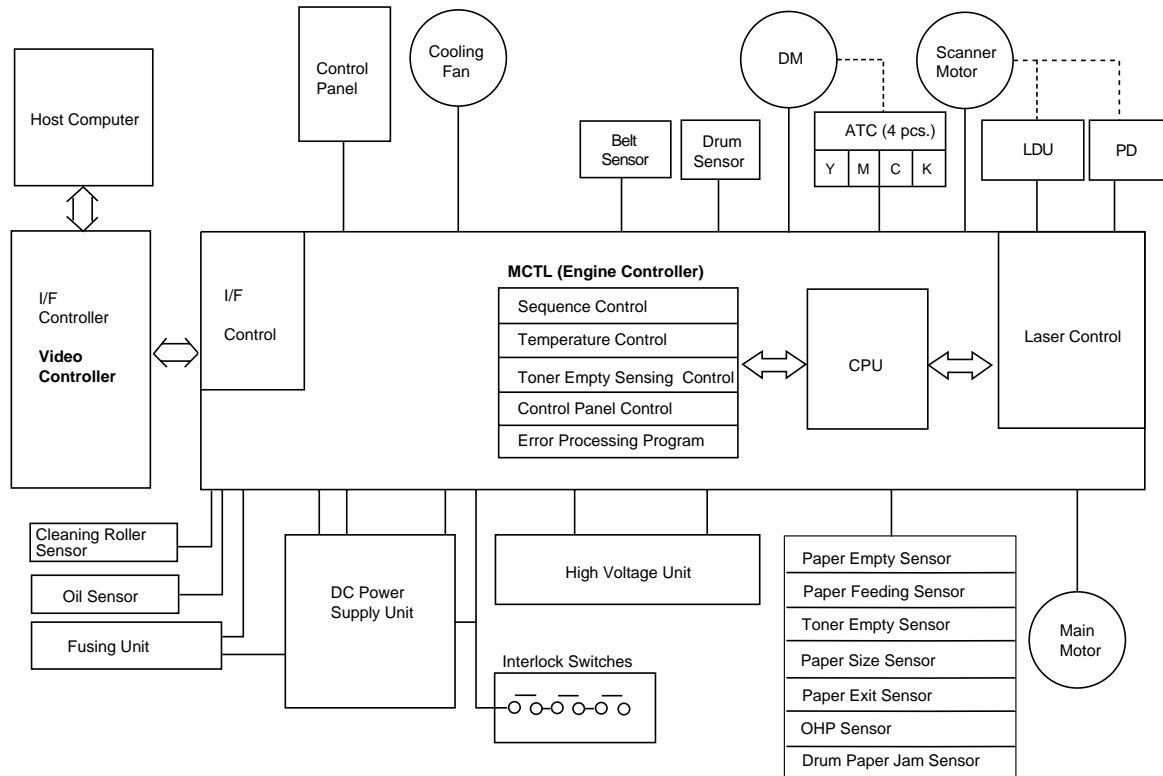 Host Computer
Control
Panel
Cooling
Fan
Belt
Sensor
Drum
Sensor
DM
ATC (4 pcs.)
Y M C K
Scanner
Motor
LDU
PD
I/F
Controller
Video
Controller
I/F
Control
MCTL (Engine Controller)
Sequence Control
Temperature Control
Toner Empty Sensing Control
Control Panel Control
Error Processing Program
CPU
Laser Control
Cleaning Roller
Sensor
Oil Sensor
Fusing Unit
DC Power
Supply Unit
High Voltage Unit
Interlock Switches
Paper Empty Sensor
Paper Feeding Sensor
Toner Empty Sensor
Paper Size Sensor
Paper Exit Sensor
OHP Sensor
Drum Paper Jam Sensor
Main
Motor